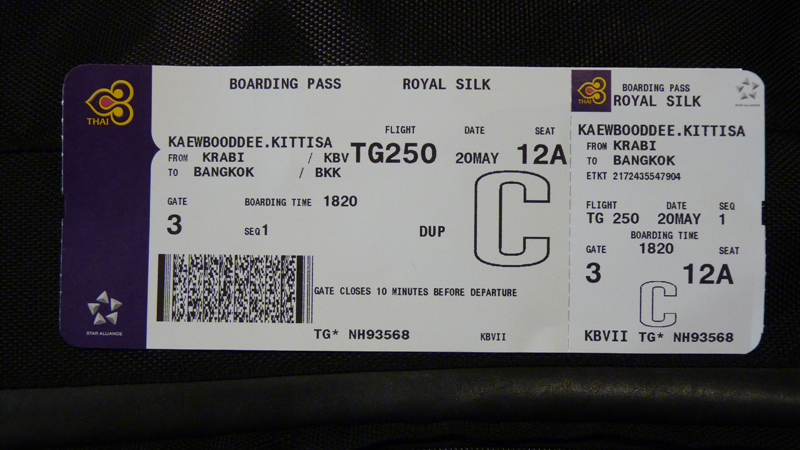 THAI
BOARDING PASS ROYAL SILK
FLIGHT DATE SEAT
KAEWBOODDEE.KITTISA
FROM KRABI / KBV TG250 20MAY 12A
TO BANGKOK / BKK
GATE BOARDING TIME 1820
3 SEQ 1 DUP C
GATE CLOSES 10 MINUTES BEFORE DEPARTURE
STAR ALLIANCE
TG* NH93568 KBVII
THAI
BOARDING PASS
ROYAL SILK
KAEWBOODDEE.KITTISA
FROM KRABI
TO BANGKOK
ETKT 2172435547904
FLIGHT DATE SEQ
TG 250 20MAY 1
BOARDING TIME
GATE 1820 SEAT
3 12A
C
KBVII TG* NH93568